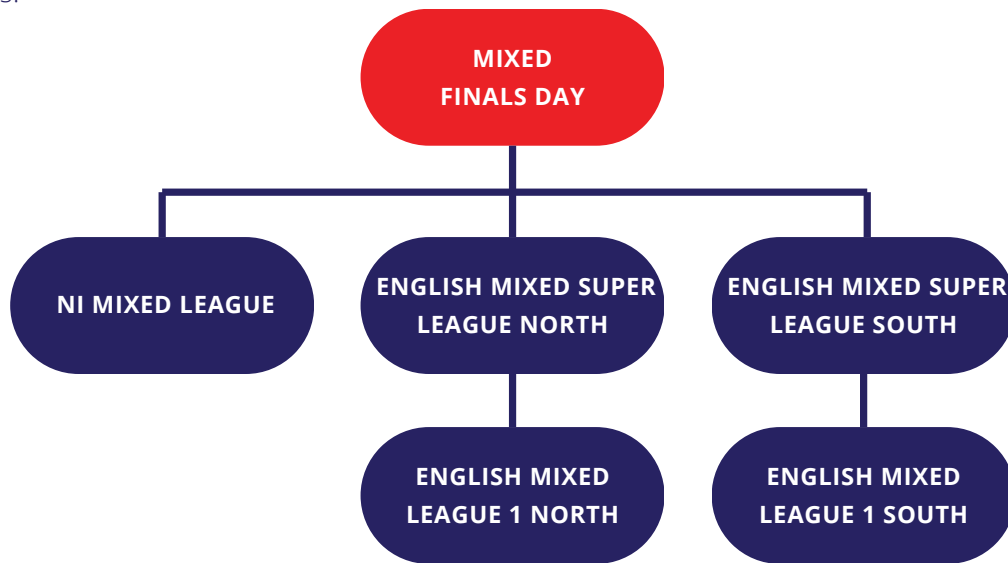 s.
MIXED
FINALS DAY
NI MIXED LEAGUE
ENGLISH MIXED SUPER
LEAGUE NORTH
ENGLISH MIXED SUPER
LEAGUE SOUTH
ENGLISH MIXED
LEAGUE 1 NORTH
ENGLISH MIXED
LEAGUE 1 SOUTH